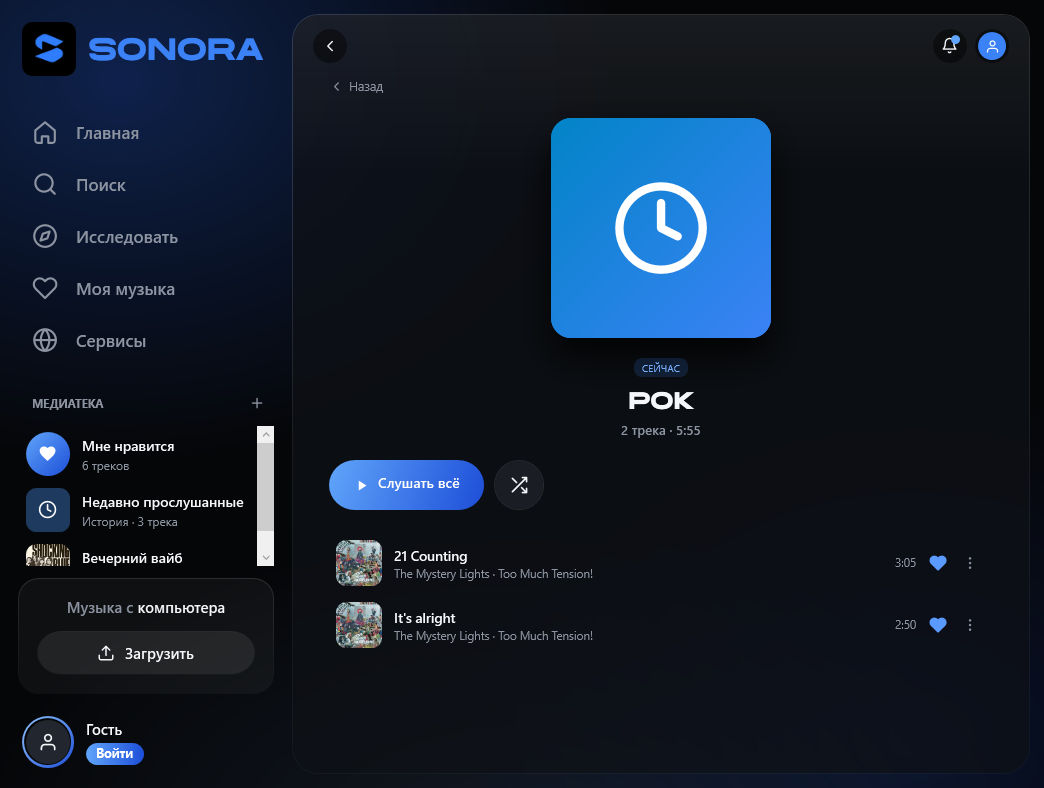 SONORA
Главная
Поиск
Исследовать
Моя музыка
Сервисы
МЕДИАТЕКА
Мне нравится
6 треков
Недавно прослушанные
История · 3 трека
Вечерний вайб
Музыка с компьютера
Загрузить
Гость
Войти
Назад
СЕЙЧАС
РОК
2 трека · 5:55
Слушать всё
21 Counting
The Mystery Lights · Too Much Tension!
3:05
It's alright
The Mystery Lights · Too Much Tension!
2:50